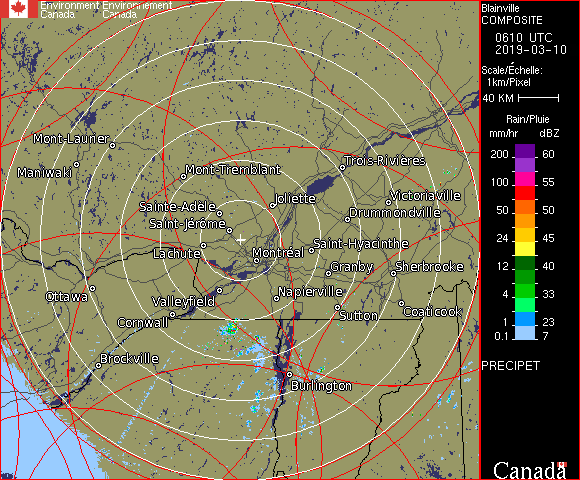 Environment Environnement
Canada Canada
Blainville
COMPOSITE
0610 UTC
2019-03-10
Scale/Échelle:
1km/Pixel
40 KM
Rain/Pluie
mm/hr dBZ
200 60
100 55
50 50
24 45
12 40
4 33
1 23
0.1 7
PRECIPET
Canada
Mont-Laurier
Maniwaki
Mont-Tremblant
Trois-Rivières
Joliette
Victoriaville
Sainte-Adèle
Drummondville
Saint-Jérôme
Lachute
Montréal
Saint-Hyacinthe
Granby
Sherbrooke
Ottawa
Valleyfield
Napierville
Cornwall
Sutton
Coaticook
Brockville
Burlington